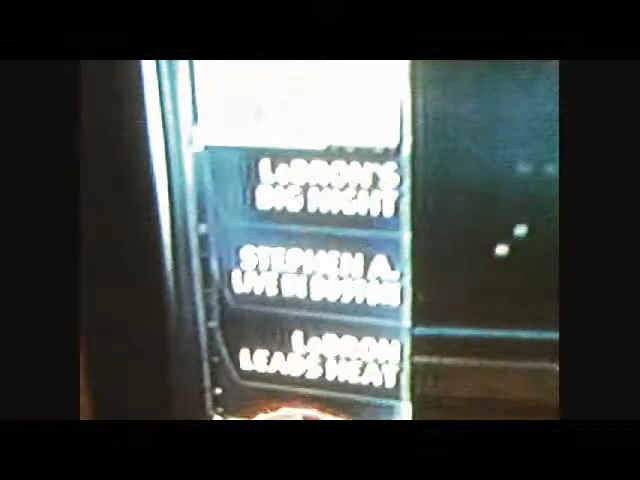 LeBRON'S
BIG NIGHT
STEPHEN A.
LIVE IN BOSTON
LeBRON
LEADS HEAT